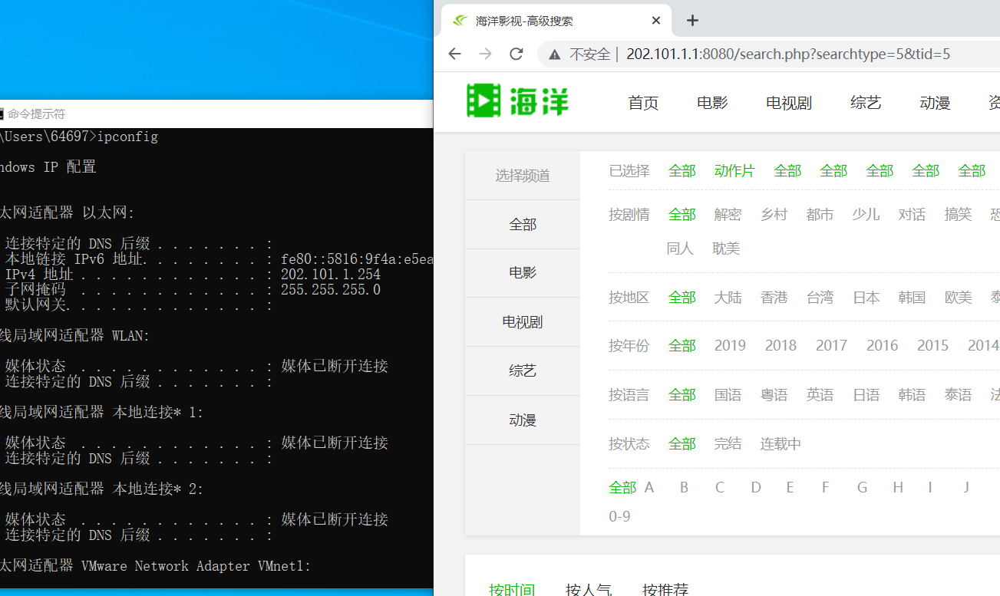 命令提示符
\Users\64697>ipconfig
ndows IP 配置
太网适配器 以太网:
连接特定的 DNS 后缀 . . . . . . . :
本地链接 IPv6 地址. . . . . . . . : fe80::5816:9f4a:e5ea
IPv4 地址 . . . . . . . . . . . . : 202.101.1.254
子网掩码 . . . . . . . . . . . . : 255.255.255.0
默认网关. . . . . . . . . . . . . :
线局域网适配器 WLAN:
媒体状态 . . . . . . . . . . . . : 媒体已断开连接
连接特定的 DNS 后缀 . . . . . . . :
线局域网适配器 本地连接* 1:
媒体状态 . . . . . . . . . . . . : 媒体已断开连接
连接特定的 DNS 后缀 . . . . . . . :
线局域网适配器 本地连接* 2:
媒体状态 . . . . . . . . . . . . : 媒体已断开连接
连接特定的 DNS 后缀 . . . . . . . :
太网适配器 VMware Network Adapter VMnet1:
海洋影视-高级搜索
不安全 | 202.101.1.1:8080/search.php?searchtype=5&tid=5
海洋 首页 电影 电视剧 综艺 动漫 资
选择频道
全部
电影
电视剧
综艺
动漫
已选择 全部 动作片 全部 全部 全部 全部 全部
按剧情 全部 解密 乡村 都市 少儿 对话 搞笑 恐
同人 耽美
按地区 全部 大陆 香港 台湾 日本 韩国 欧美 泰
按年份 全部 2019 2018 2017 2016 2015 2014
按语言 全部 国语 粤语 英语 日语 韩语 泰语 法
按状态 全部 完结 连载中
全部 A B C D E F G H I J
0-9
按时间 按人气 按推荐